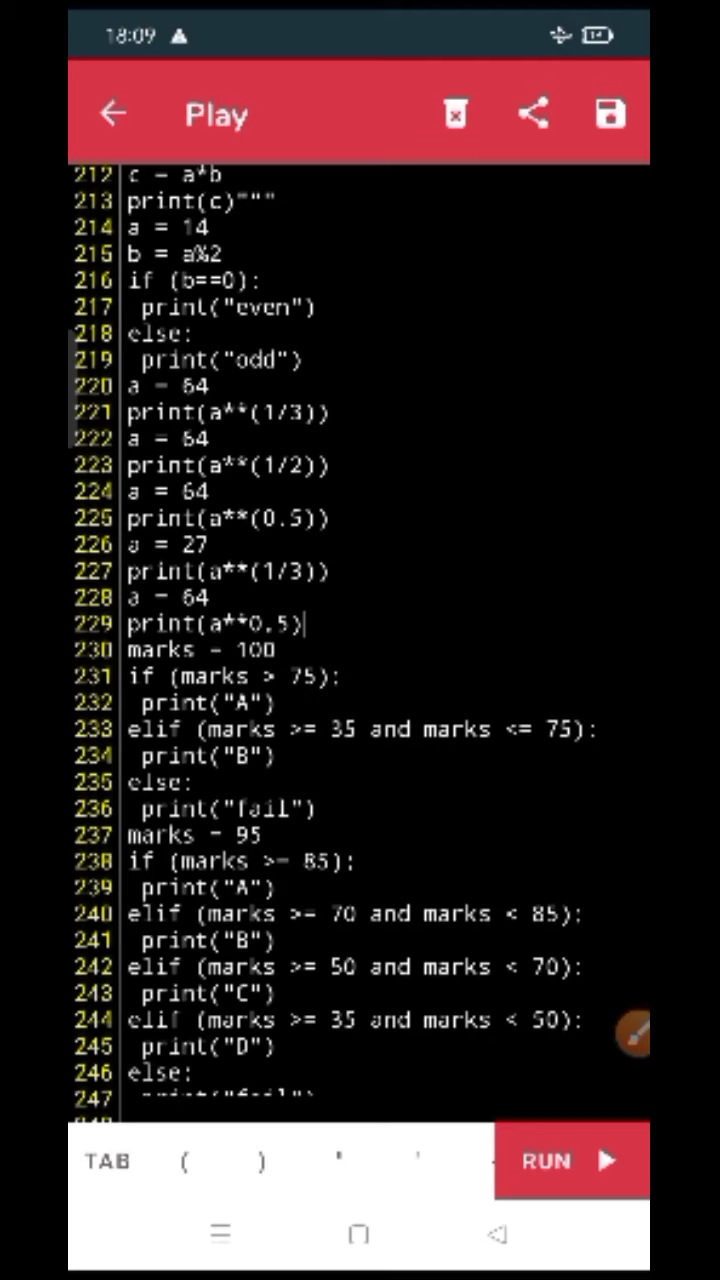 18:09
Play
212 c = a*b
213 print(c)"""
214 a = 14
215 b = a%2
216 if (b==0):
217  print("even")
218 else:
219  print("odd")
220 a = 64
221 print(a**(1/3))
222 a = 64
223 print(a**(1/2))
224 a = 64
225 print(a**(0.5))
226 a = 27
227 print(a**(1/3))
228 a = 64
229 print(a**0.5)
230 marks = 100
231 if (marks > 75):
232  print("A")
233 elif (marks >= 35 and marks <= 75):
234  print("B")
235 else:
236  print("fail")
237 marks = 95
238 if (marks >= 85):
239  print("A")
240 elif (marks >= 70 and marks < 85):
241  print("B")
242 elif (marks >= 50 and marks < 70):
243  print("C")
244 elif (marks >= 35 and marks < 50):
245  print("D")
246 else:
247
TAB ( ) " ' RUN